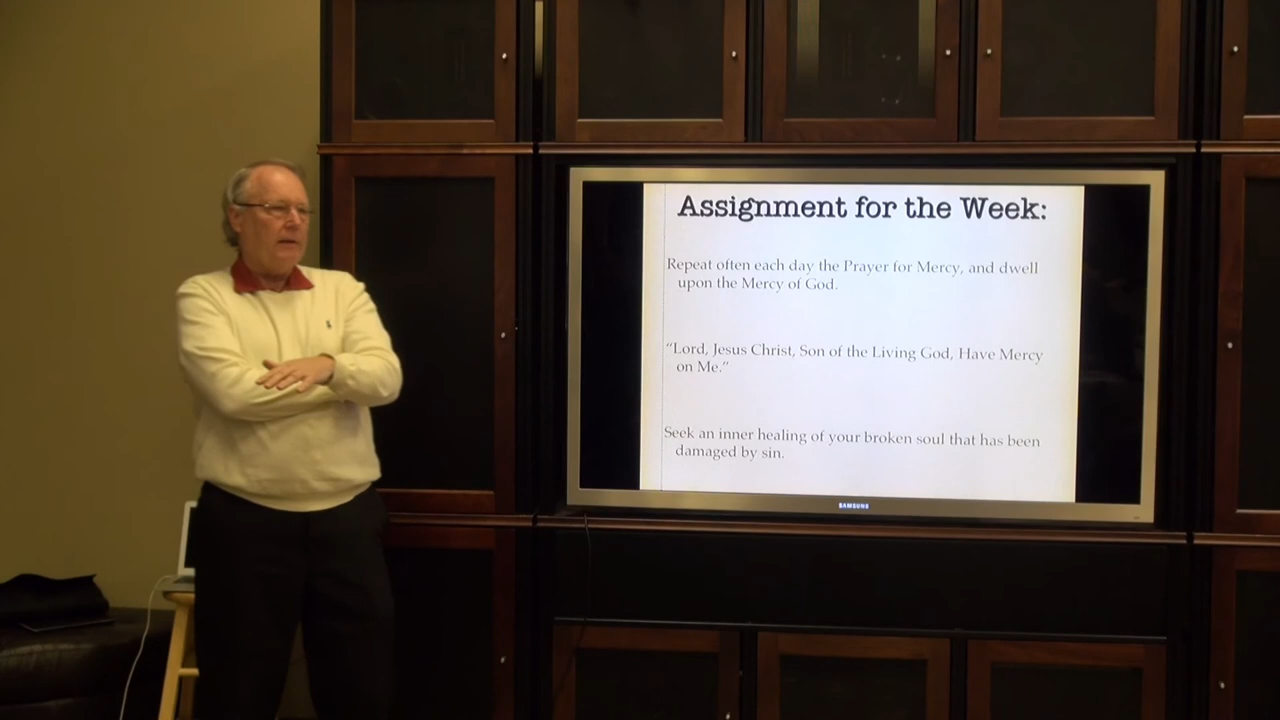 Assignment for the Week:
Repeat often each day the Prayer for Mercy, and dwell
upon the Mercy of God.
“Lord, Jesus Christ, Son of the Living God, Have Mercy
on Me.”
Seek an inner healing of your broken soul that has been
damaged by sin.
SAMSUNG